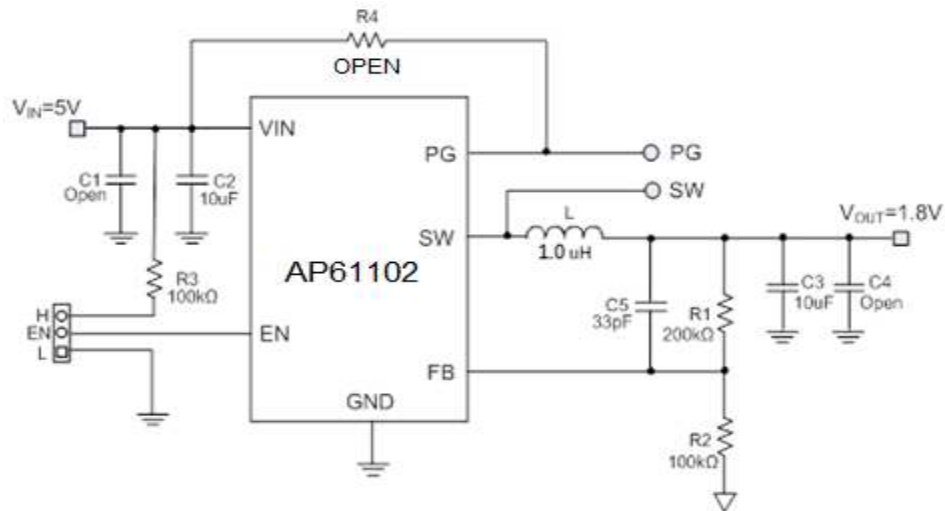 R4
OPEN
VIN=5V
VIN
C1
Open
C2
10uF
PG
PG
SW
L
VOUT=1.8V
SW
1.0 uH
AP61102
R3
100kΩ
C5
33pF
R1
200kΩ
C3
10uF
C4
Open
H
EN
L
EN
FB
GND
R2
100kΩ